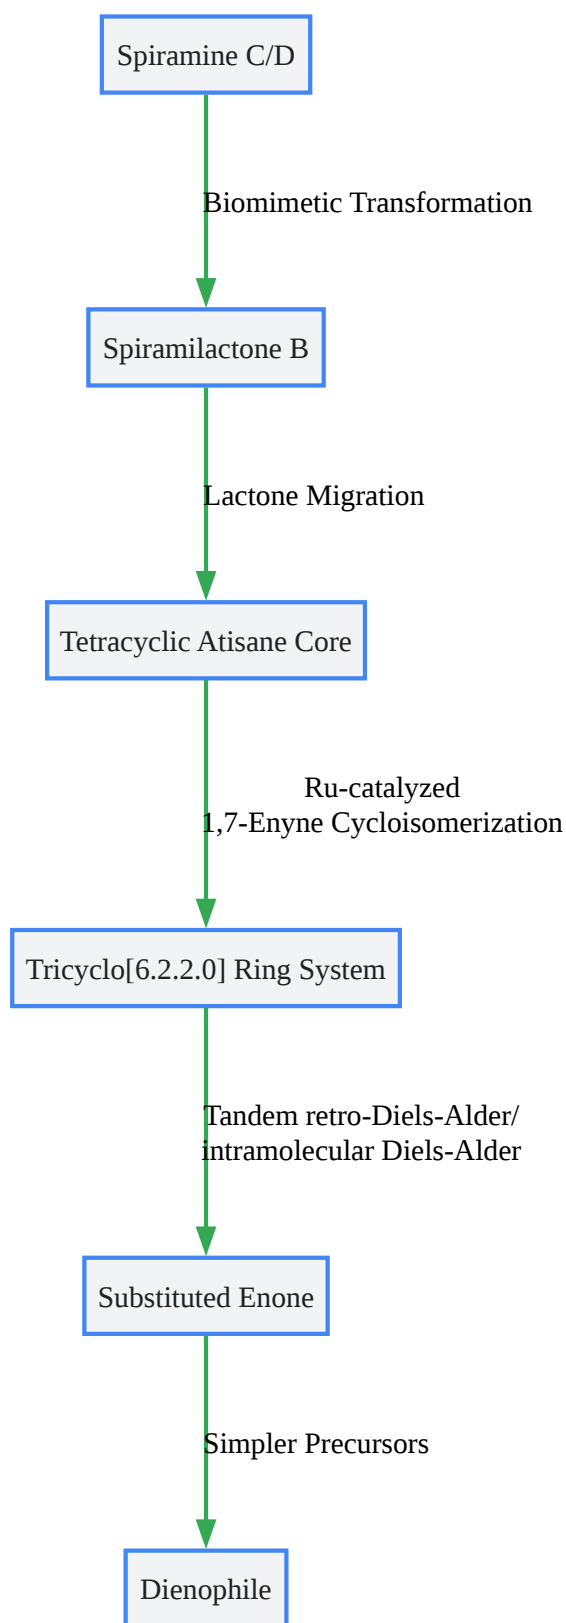 Spiramine C/D
Biomimetic Transformation
Spiramilactone B
Lactone Migration
Tetracyclic Atisane Core
Ru-catalyzed
1,7-Enyne Cycloisomerization
Tricyclo[6.2.2.0] Ring System
Tandem retro-Diels-Alder/
intramolecular Diels-Alder
Substituted Enone
Simpler Precursors
Dienophile